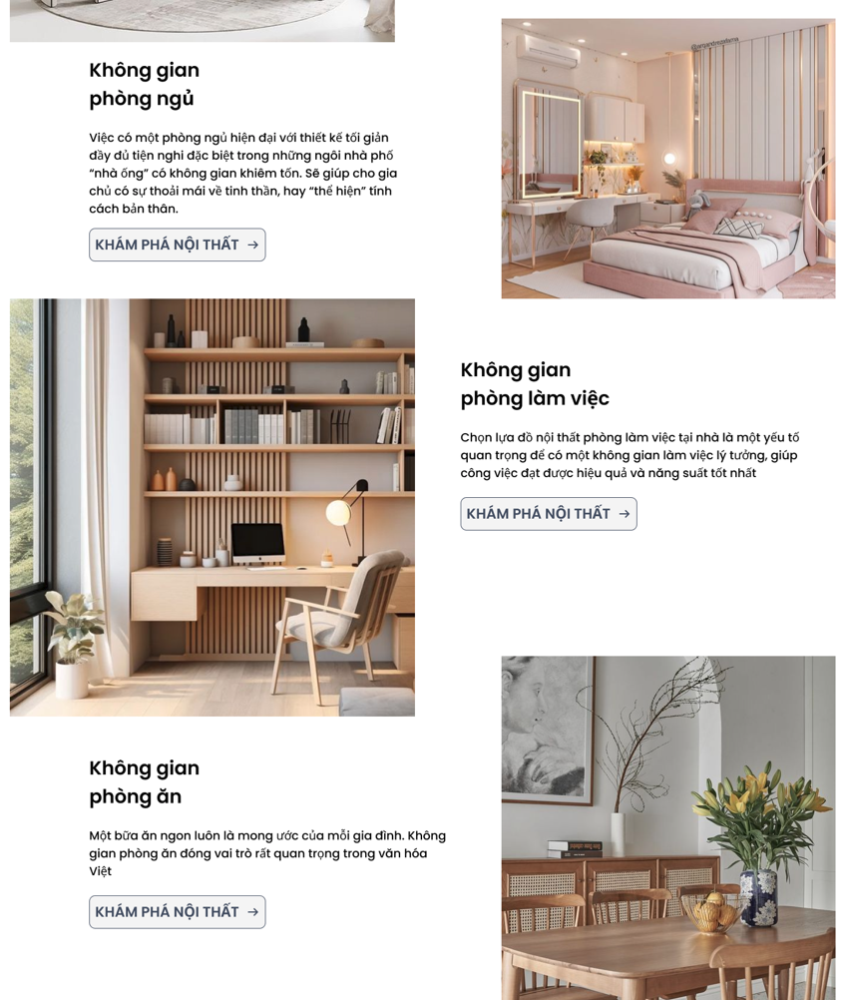 Không gian
phòng ngủ
Việc có một phòng ngủ hiện đại với thiết kế tối giản
đầy đủ tiện nghi đặc biệt trong những ngôi nhà phố
“nhà ống” có không gian khiêm tốn. Sẽ giúp cho gia
chủ có sự thoải mái về tinh thần, hay “thể hiện” tính
cách bản thân.
KHÁM PHÁ NỘI THẤT →
Không gian
phòng làm việc
Chọn lựa đồ nội thất phòng làm việc tại nhà là một yếu tố
quan trọng để có một không gian làm việc lý tưởng, giúp
công việc đạt được hiệu quả và năng suất tốt nhất
KHÁM PHÁ NỘI THẤT →
Không gian
phòng ăn
Một bữa ăn ngon luôn là mong ước của mỗi gia đình. Không
gian phòng ăn đóng vai trò rất quan trọng trong văn hóa
Việt
KHÁM PHÁ NỘI THẤT →